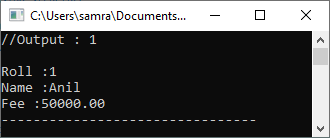 C:\Users\samra\Documents...
//Output : 1
Roll :1
Name :Anil
Fee :50000.00
--------------------------------